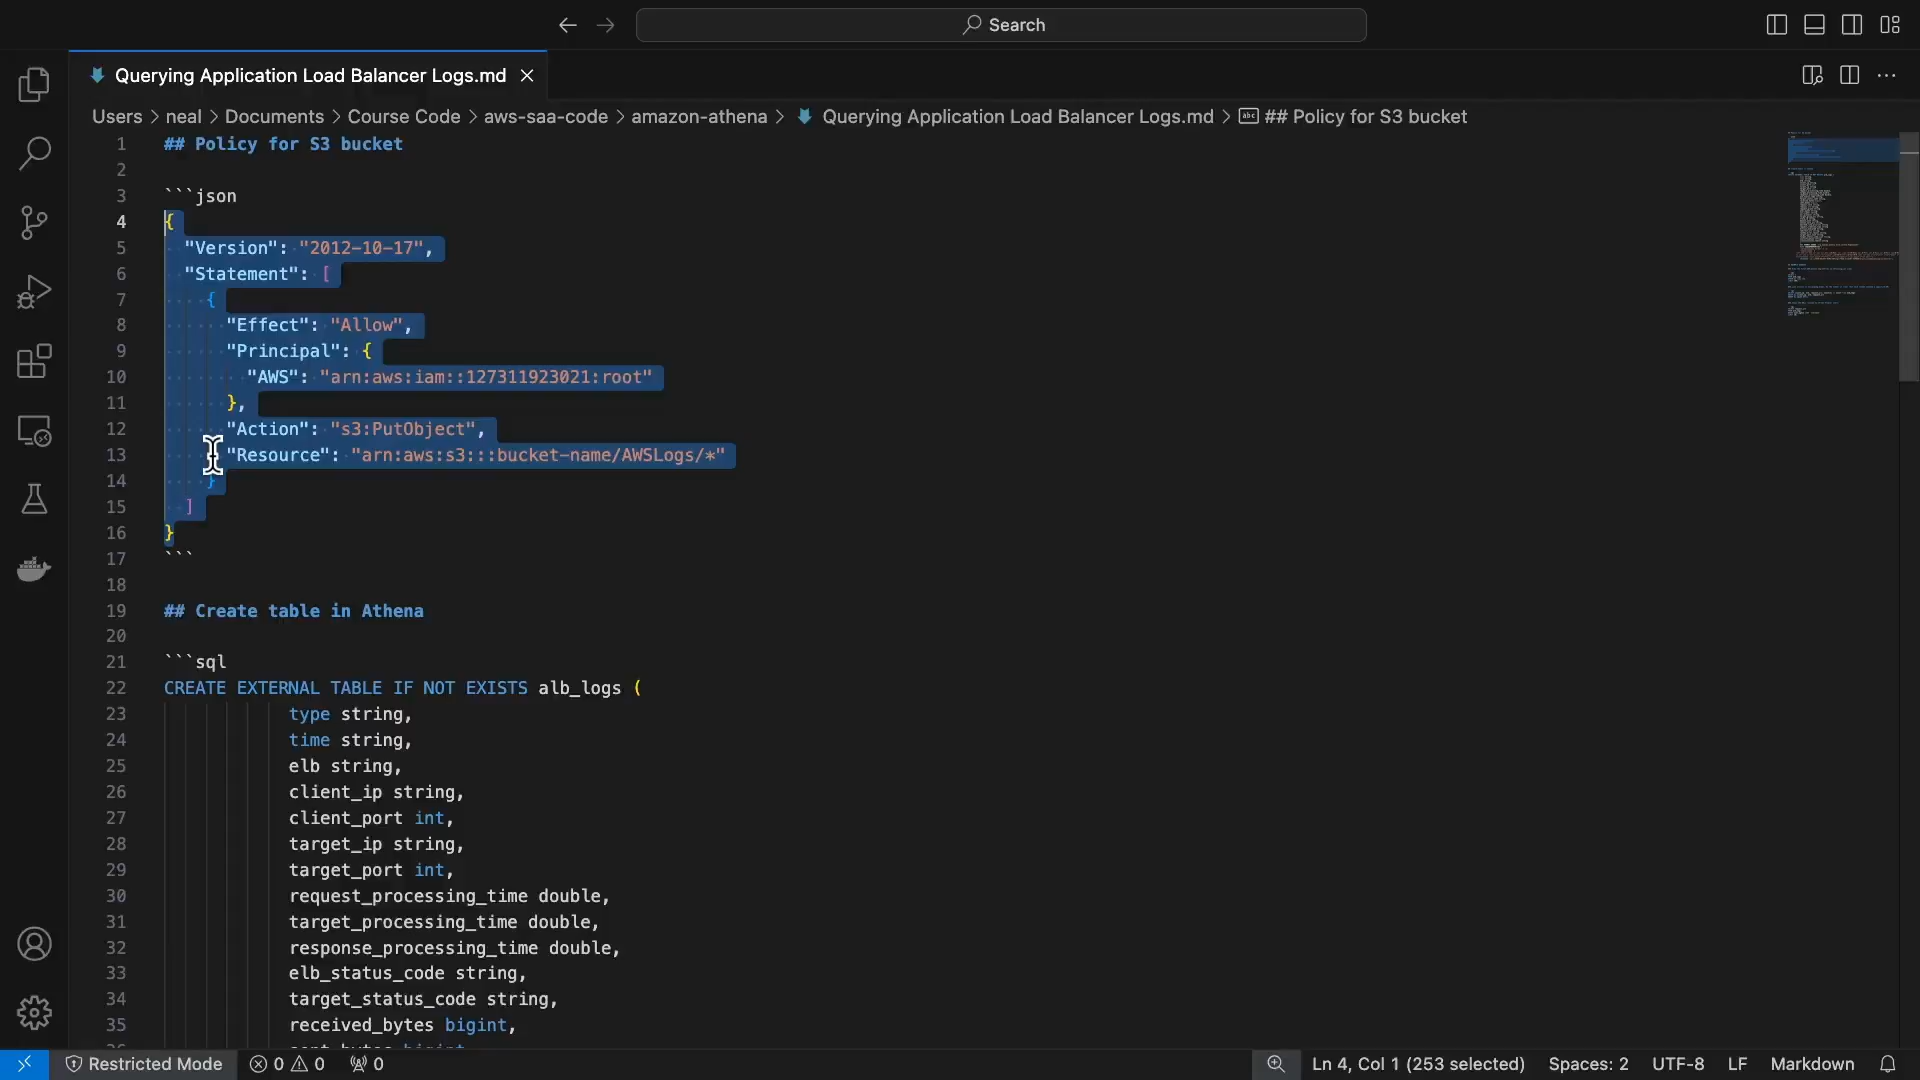 Search
Querying Application Load Balancer Logs.md
Users > neal > Documents > Course Code > aws-saa-code > amazon-athena > Querying Application Load Balancer Logs.md > abc ## Policy for S3 bucket
1 ## Policy for S3 bucket
2
3 ```json
4 {
5 "Version": "2012-10-17",
6 "Statement": [
7 {
8 "Effect": "Allow",
9 "Principal": {
10 "AWS": "arn:aws:iam::127311923021:root"
11 },
12 "Action": "s3:PutObject",
13 "Resource": "arn:aws:s3:::bucket-name/AWSLogs/*"
14 }
15 ]
16 }
17 ```
18
19 ## Create table in Athena
20
21 ```sql
22 CREATE EXTERNAL TABLE IF NOT EXISTS alb_logs (
23 type string,
24 time string,
25 elb string,
26 client_ip string,
27 client_port int,
28 target_ip string,
29 target_port int,
30 request_processing_time double,
31 target_processing_time double,
32 response_processing_time double,
33 elb_status_code string,
34 target_status_code string,
35 received_bytes bigint,
Restricted Mode 0 0 0 Ln 4, Col 1 (253 selected) Spaces: 2 UTF-8 LF Markdown